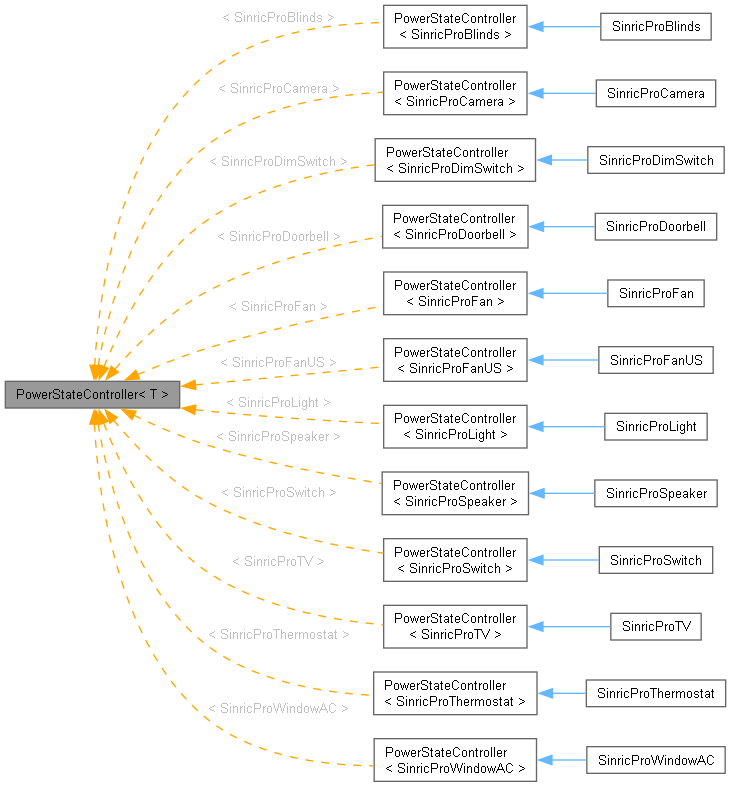 < SinricProBlinds >
PowerStateController
< SinricProBlinds >
SinricProBlinds
< SinricProCamera >
PowerStateController
< SinricProCamera >
SinricProCamera
< SinricProDimSwitch >
PowerStateController
< SinricProDimSwitch >
SinricProDimSwitch
< SinricProDoorbell >
PowerStateController
< SinricProDoorbell >
SinricProDoorbell
< SinricProFan >
PowerStateController
< SinricProFan >
SinricProFan
< SinricProFanUS >
PowerStateController
< SinricProFanUS >
SinricProFanUS
PowerStateController< T >
< SinricProLight >
PowerStateController
< SinricProLight >
SinricProLight
< SinricProSpeaker >
PowerStateController
< SinricProSpeaker >
SinricProSpeaker
< SinricProSwitch >
PowerStateController
< SinricProSwitch >
SinricProSwitch
< SinricProTV >
PowerStateController
< SinricProTV >
SinricProTV
< SinricProThermostat >
PowerStateController
< SinricProThermostat >
SinricProThermostat
< SinricProWindowAC >
PowerStateController
< SinricProWindowAC >
SinricProWindowAC